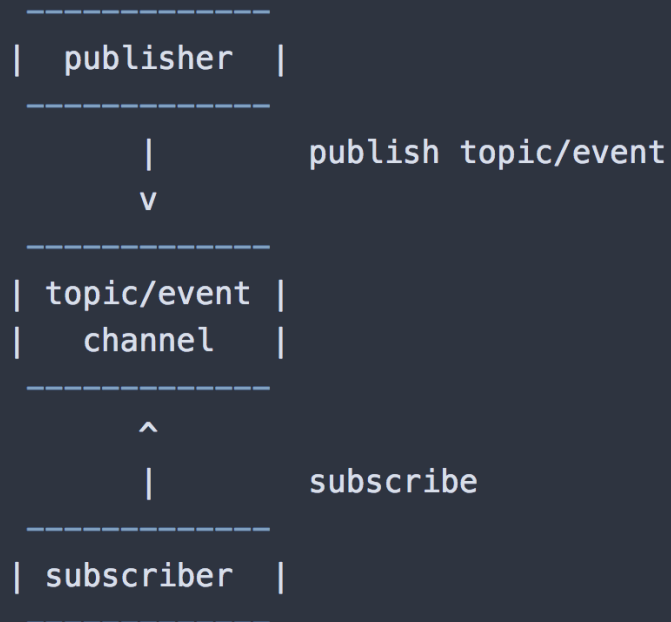 -------------
| publisher |
-------------
| publish topic/event
v
-------------
| topic/event |
| channel |
-------------
^
| subscribe
-------------
| subscriber |
-------------